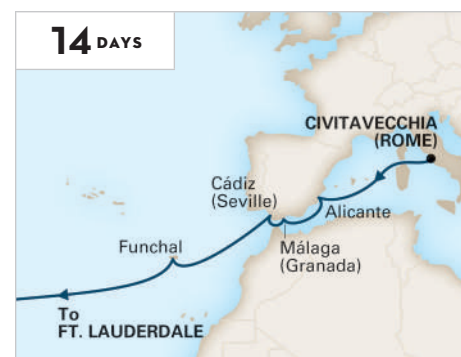 14 DAYS
CIVITAVECCHIA
(ROME)
Cádiz
(Seville)
Alicante
Funchal
Málaga
(Granada)
To
FT. LAUDERDALE